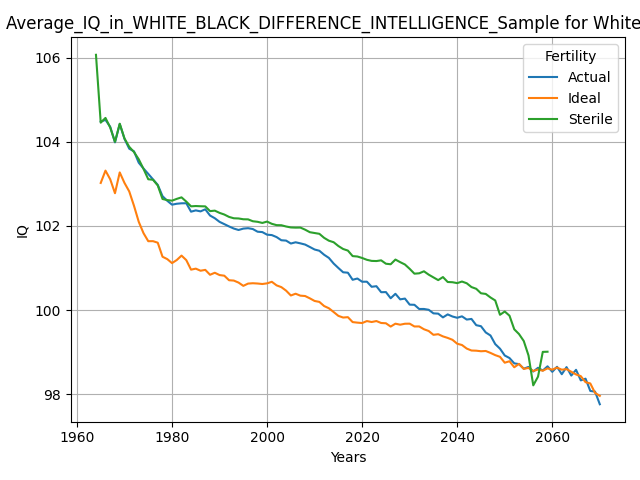 Average_IQ_in_WHITE_BLACK_DIFFERENCE_INTELLIGENCE_Sample for White
106
104
102
100
98
IQ
Fertility
Actual
Ideal
Sterile
1960 1980 2000 2020 2040 2060
Years